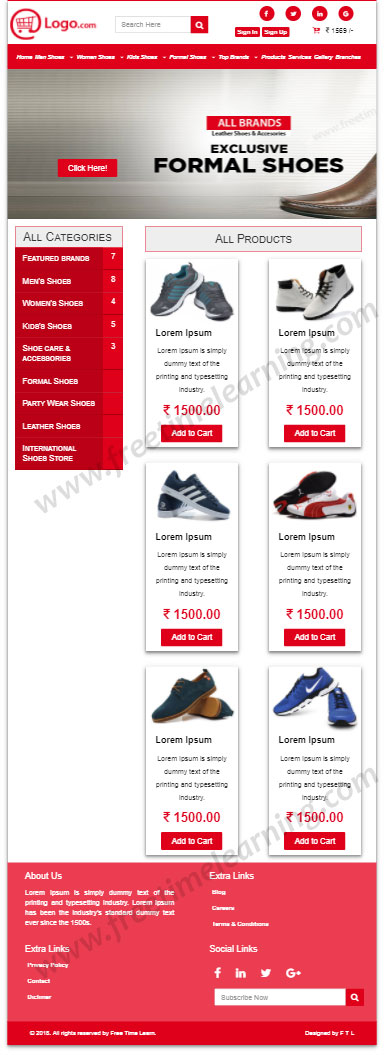 Logo.com
Search Here
Sign In Sign Up
₹ 1569 /-
Home Men Shoes Women Shoes Kids Shoes Formal Shoes Top Brands Products Services Gallery Branches
ALL BRANDS
Leather Shoes & Accesories
EXCLUSIVE
FORMAL SHOES
Click Here!
All Categories
Featured brands 7
Men's Shoes 8
Women's Shoes 4
Kids's Shoes 5
Shoe care & 3
accessories
Formal Shoes
Party Wear Shoes
Leather Shoes
International
Shoes Store
All Products
Lorem Ipsum
Lorem Ipsum is simply
dummy text of the
printing and typesetting
industry.
₹ 1500.00
Add to Cart
Lorem Ipsum
Lorem Ipsum is simply
dummy text of the
printing and typesetting
industry.
₹ 1500.00
Add to Cart
Lorem Ipsum
Lorem Ipsum is simply
dummy text of the
printing and typesetting
industry.
₹ 1500.00
Add to Cart
Lorem Ipsum
Lorem Ipsum is simply
dummy text of the
printing and typesetting
industry.
₹ 1500.00
Add to Cart
Lorem Ipsum
Lorem Ipsum is simply
dummy text of the
printing and typesetting
industry.
₹ 1500.00
Add to Cart
Lorem Ipsum
Lorem Ipsum is simply
dummy text of the
printing and typesetting
industry.
₹ 1500.00
Add to Cart
www.freetimelearning.com
www.freetimelearning.com
About Us
Lorem Ipsum is simply dummy text of the
printing and typesetting industry. Lorem Ipsum
has been the industry's standard dummy text
ever since the 1500s.
Extra Links
Blog
Careers
Terms & Conditions
Extra Links
Privacy Policy
Contact
Disclimer
Social Links
Subscribe Now
© 2018. All rights reserved by Free Time Learn.
Designed by F T L